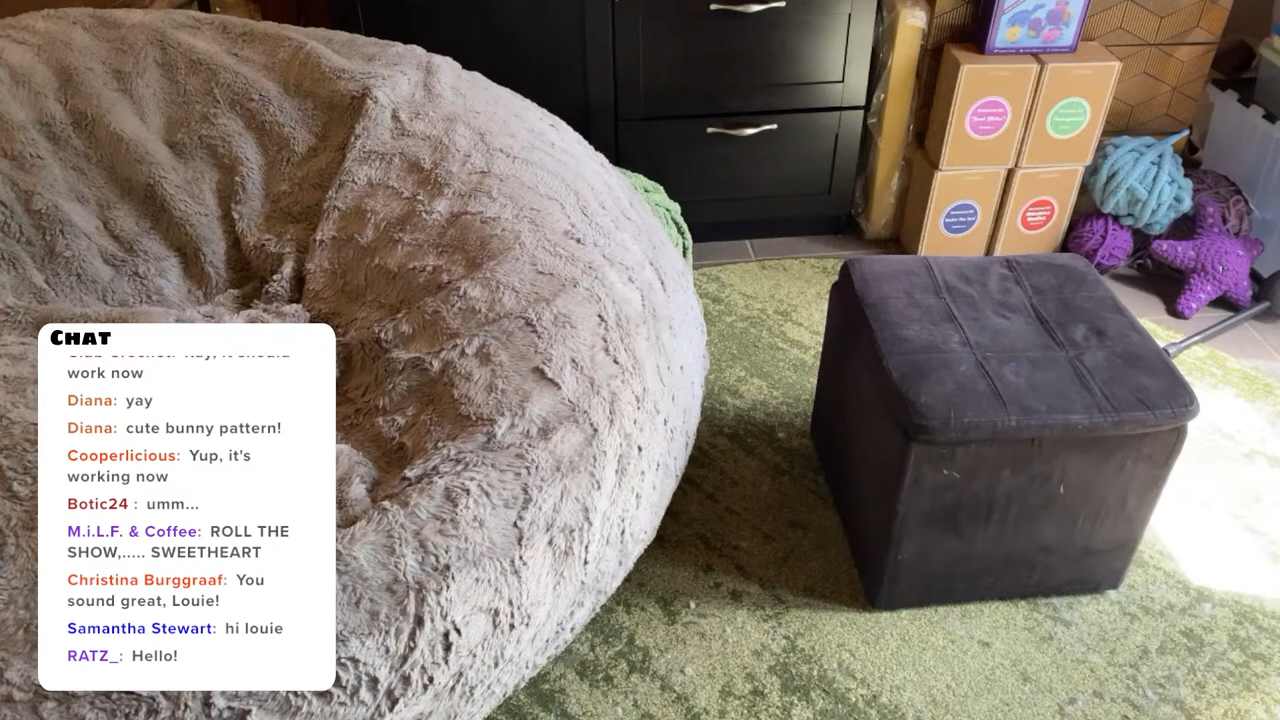 CHAT
work now
Diana: yay
Diana: cute bunny pattern!
Cooperlicious: Yup, it's
working now
Botic24 : umm...
M.i.L.F. & Coffee: ROLL THE
SHOW,..... SWEETHEART
Christina Burggraaf: You
sound great, Louie!
Samantha Stewart: hi louie
RATZ_: Hello!